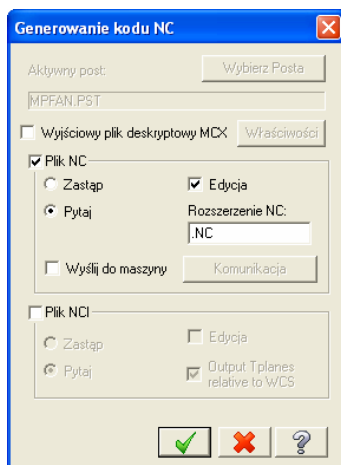 Generowanie kodu NC
Aktywny post:
Wybierz Posta
MPFAN.PST
Wyjściowy plik deskryptowy MCX
Właściwości
Plik NC
Zastąp
Edycja
Pytaj
Rozszerzenie NC:
.NC
Wyślij do maszyny
Komunikacja
Plik NCI
Zastąp
Edycja
Pytaj
Output Tplanes
relative to WCS